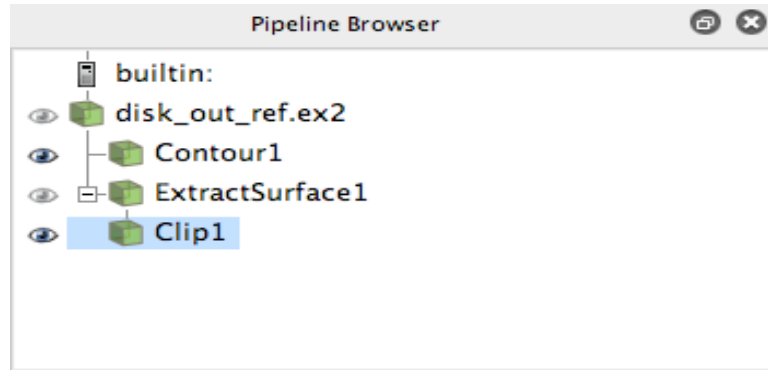 Pipeline Browser
builtin:
disk_out_ref.ex2
Contour1
ExtractSurface1
Clip1